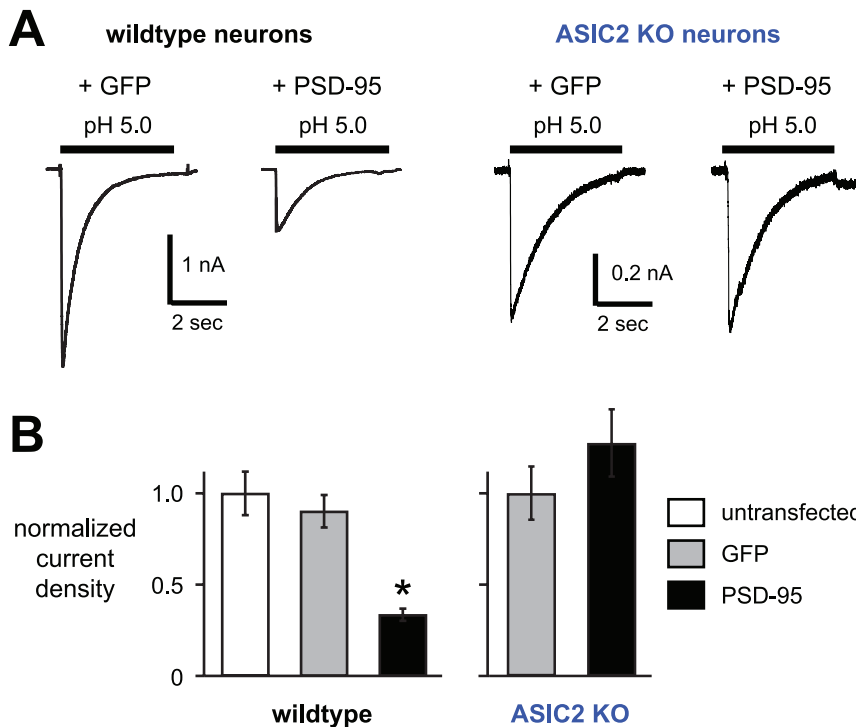 A
wildtype neurons
ASIC2 KO neurons
+ GFP
+ PSD-95
+ GFP
+ PSD-95
pH 5.0
pH 5.0
pH 5.0
pH 5.0
1 nA
2 sec
0.2 nA
2 sec
B
normalized
current
density
1.0
0.5
0
*
wildtype
ASIC2 KO
untransfected
GFP
PSD-95